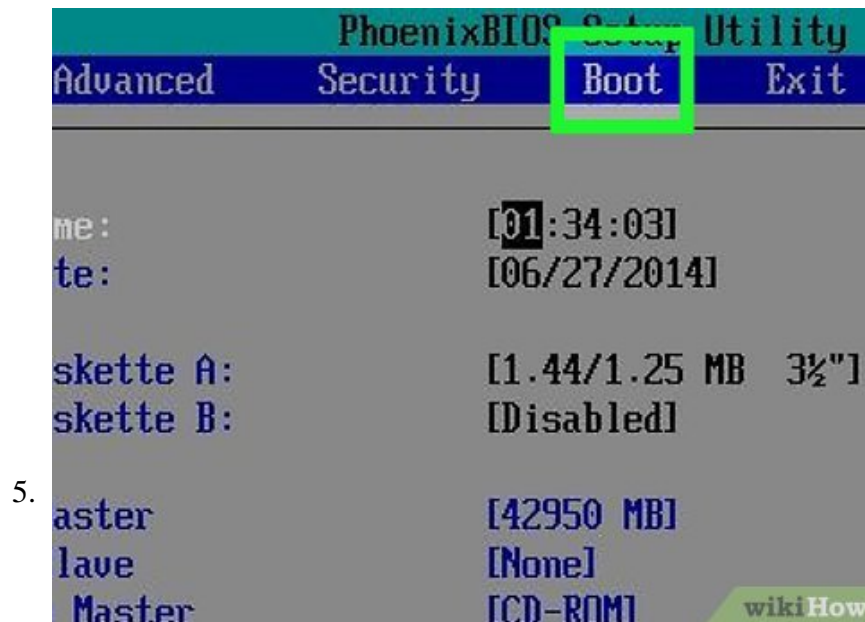 PhoenixBIOS Setup Utility
Advanced Security Boot Exit
me: [01:34:03]
te: [06/27/2014]
skette A: [1.44/1.25 MB 3½"]
skette B: [Disabled]
5.
aster [42950 MB]
lave [None]
Master [CD-ROM]
wikiHow